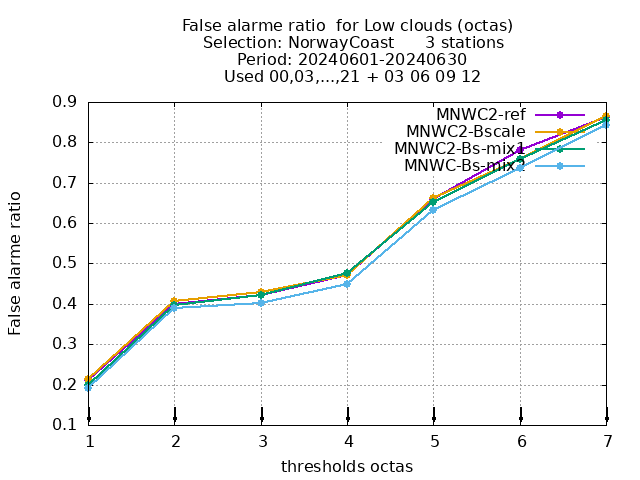 False alarme ratio  for Low clouds (octas)
Selection: NorwayCoast      3 stations
Period: 20240601-20240630
Used 00,03,...,21 + 03 06 09 12
MNWC2-ref
MNWC2-Bscale
MNWC2-Bs-mix1
MNWC-Bs-mix2
False alarme ratio
0.9
0.8
0.7
0.6
0.5
0.4
0.3
0.2
0.1
1 2 3 4 5 6 7
thresholds octas